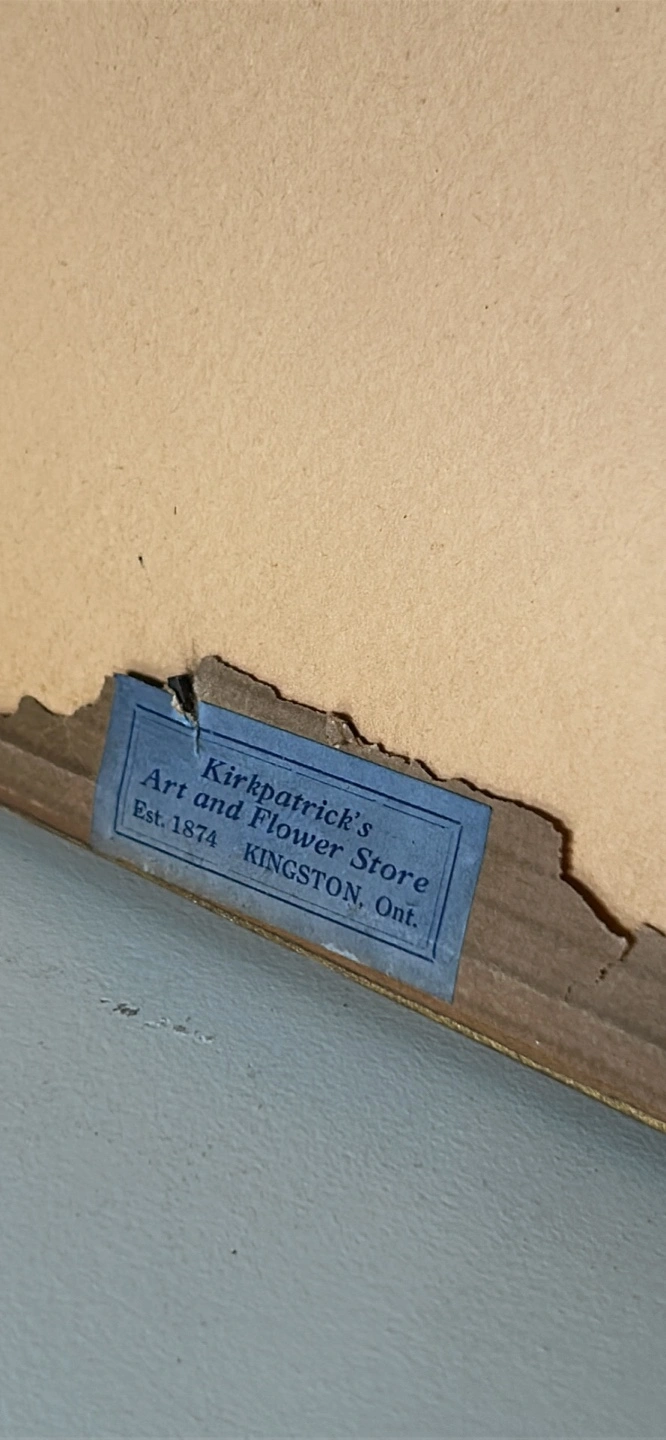 Kirkpatrick's
Art and Flower Store
Est. 1874 KINGSTON, Ont.